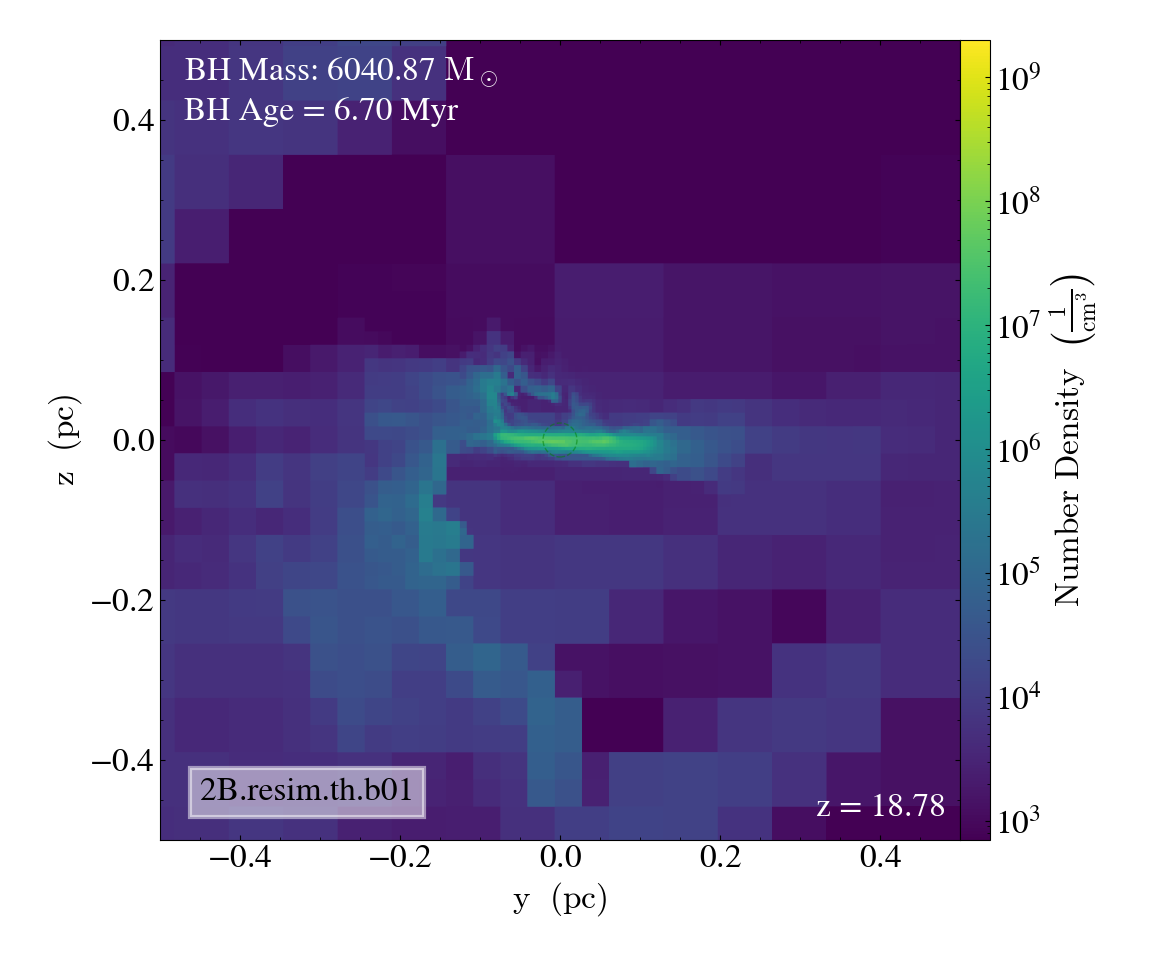 BH Mass: 6040.87 M⊙
BH Age = 6.70 Myr
0.4
0.2
0.0
−0.2
−0.4
z (pc)
2B.resim.th.b01
z = 18.78
−0.4
−0.2
0.0
0.2
0.4
y (pc)
10⁹
10⁸
10⁷
10⁶
10⁵
10⁴
10³
Number Density (1/cm³)